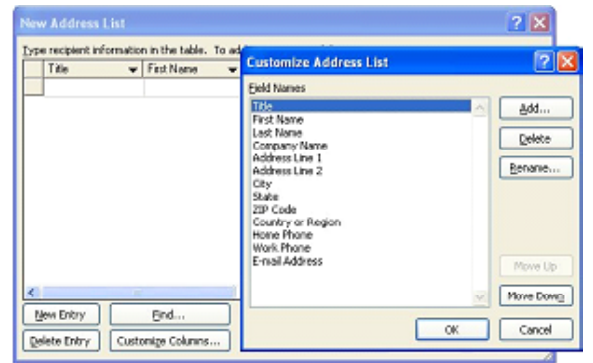 New Address List
Type recipient information in the table. To ad
Title First Name
Customize Address List
Field Names
Title
First Name
Last Name
Company Name
Address Line 1
Address Line 2
City
State
ZIP Code
Country or Region
Home Phone
Work Phone
E-mail Address
Add...
Delete
Rename...
Move Up
Move Down
OK
Cancel
New Entry
Find...
Delete Entry
Customize Columns...